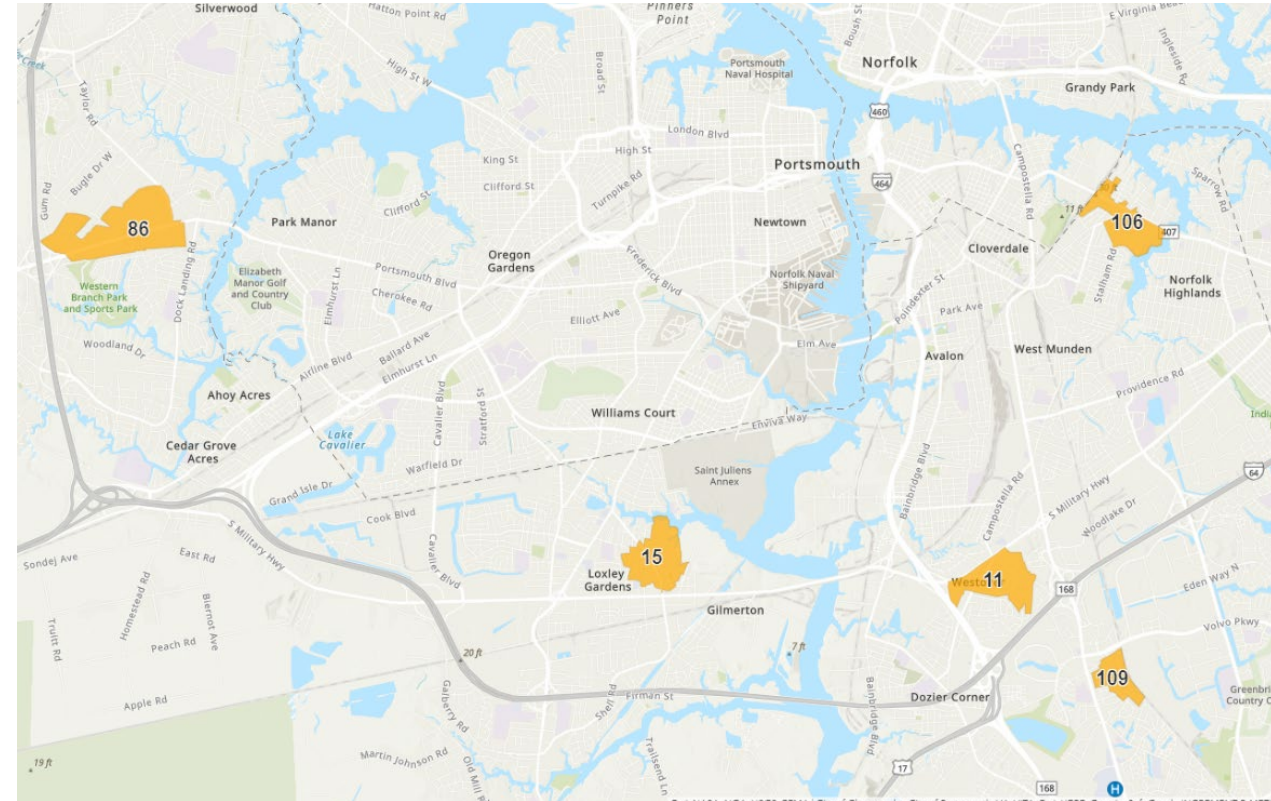 Silverwood
Hatton Point Rd
Pinners
Point
Boush St
Ingleside Rd
High St W
Broad St
Portsmouth
Naval Hospital
Norfolk
Grandy Park
Taylor Rd
460
London Blvd
High St
King St
Clifford St
Turnpike Rd
Portsmouth
464
Campostella Rd
Sparrow Rd
Bugle Dr W
Gum Rd
86
Clifford St
Park Manor
Newtown
11 ft
106
407
Oregon
Gardens
Cloverdale
Frederick Blvd
Norfolk Naval
Shipyard
Stalham Rd
Norfolk
Highlands
Western
Branch Park
and Sports Park
Dock Landing Rd
Elizabeth
Manor Golf
and Country
Club
Elmhurst Ln
Portsmouth Blvd
Cherokee Rd
Poindexter St
Park Ave
Elliott Ave
Elm Ave
Woodland Dr
Airline Blvd
Ballard Ave
Elmhurst Ln
Avalon
West Munden
Providence Rd
Ahoy Acres
Cavalier Blvd
Stratford St
Williams Court
Enviva Way
Cedar Grove
Acres
Lake
Cavalier
Warfield Dr
Saint Juliens
Annex
Bainbridge Blvd
Campostella Rd
S Military Hwy
64
Grand Isle Dr
Cook Blvd
Woodlake Dr
S Military Hwy
Sondej Ave
East Rd
Cavalier Blvd
15
Loxley
Gardens
11
168
Eden Way N
Homestead Rd
Biernot Ave
Truitt Rd
Peach Rd
Gilmerton
Volvo Pkwy
20 ft
7 ft
109
Apple Rd
Galberry Rd
Shell Rd
Firman St
Bainbridge Blvd
Dozier Corner
Martin Johnson Rd
Trailsend Ln
19 ft
17
168
H